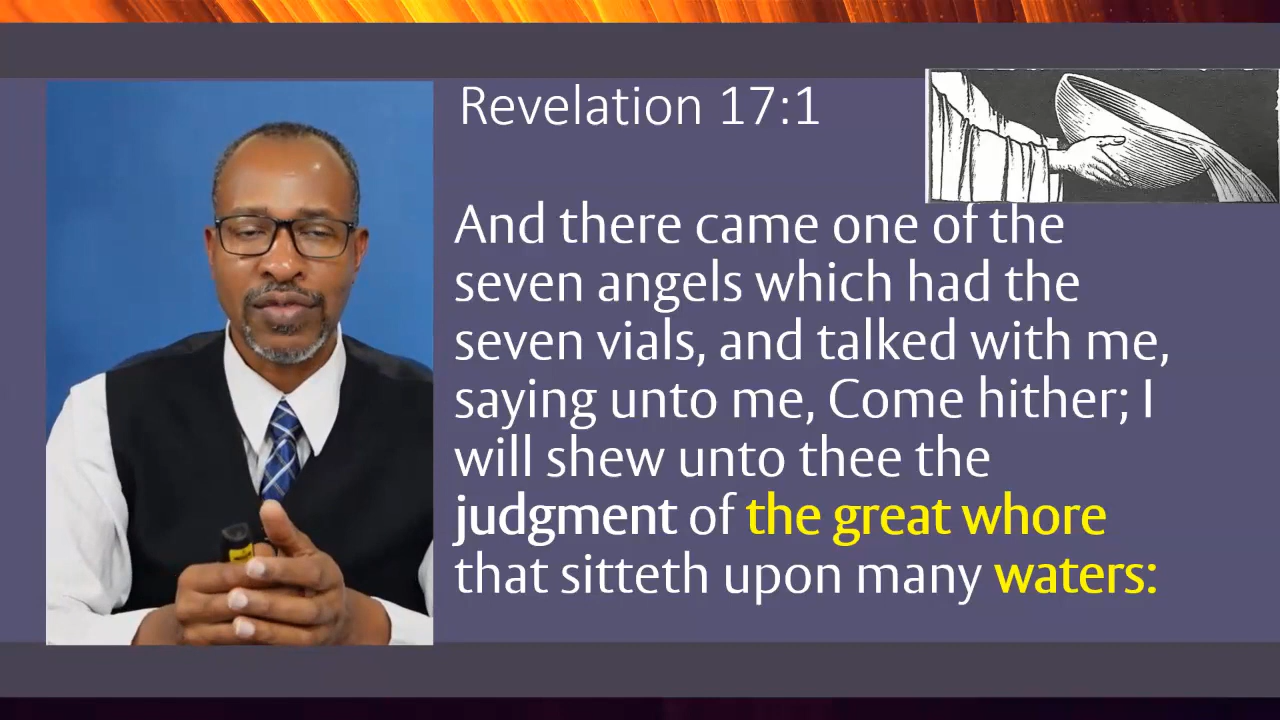 Revelation 17:1
And there came one of the
seven angels which had the
seven vials, and talked with me,
saying unto me, Come hither; I
will shew unto thee the
judgment of the great whore
that sitteth upon many waters: